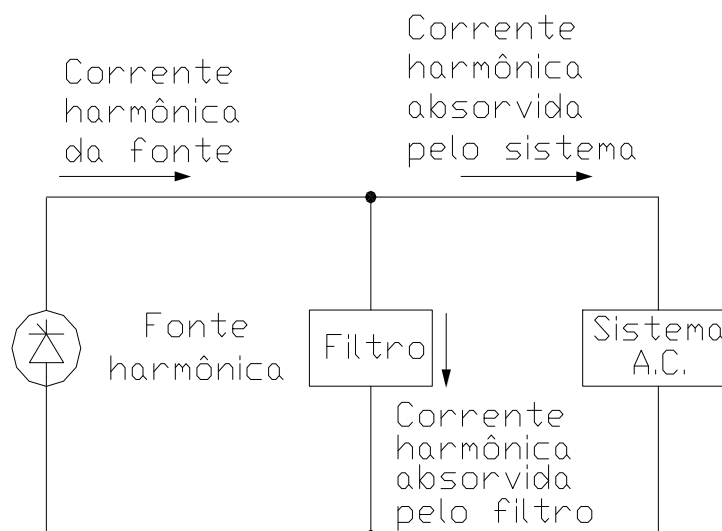 Corrente
harmônica
da fonte
Corrente
harmônica
absorvida
pelo sistema
Fonte
harmônica
Filtro
Sistema
A.C.
Corrente
harmônica
absorvida
pelo filtro